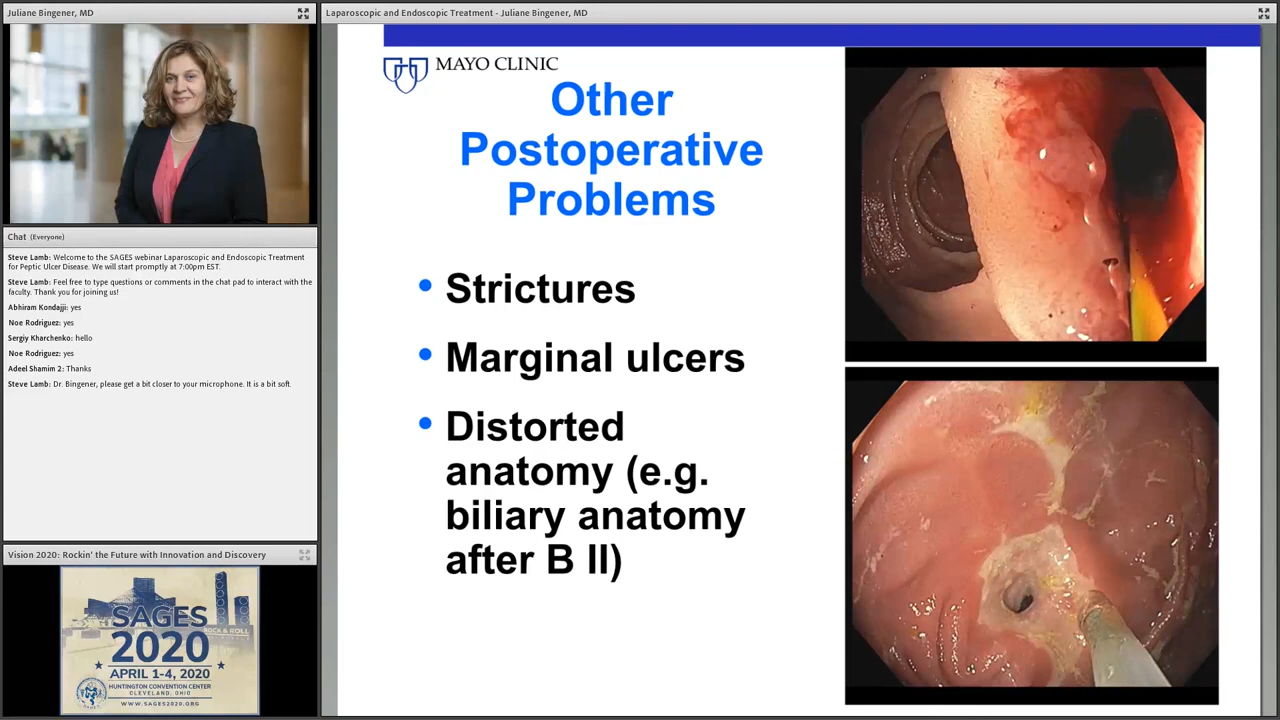 Juliane Bingener, MD
Laparoscopic and Endoscopic Treatment - Juliane Bingener, MD
Chat (Everyone)
Steve Lamb: Welcome to the SAGES webinar Laparoscopic and Endoscopic Treatment
for Peptic Ulcer Disease. We will start promptly at 7:00pm EST.
Steve Lamb: Feel free to type questions or comments in the chat pad to interact with the
faculty. Thank you for joining us!
Abhiram Kondajji: yes
Noe Rodriguez: yes
Sergiy Kharchenko: hello
Noe Rodriguez: yes
Adeel Shamim 2: Thanks
Steve Lamb: Dr. Bingener, please get a bit closer to your microphone. It is a bit soft.
Vision 2020: Rockin' the Future with Innovation and Discovery
SAGES
ROCK & ROLL
2020
APRIL 1-4, 2020
HUNTINGTON CONVENTION CENTER
CLEVELAND, OHIO
WWW.SAGES2020.ORG
MAYO CLINIC
Other
Postoperative
Problems
• Strictures
• Marginal ulcers
• Distorted
anatomy (e.g.
biliary anatomy
after B II)